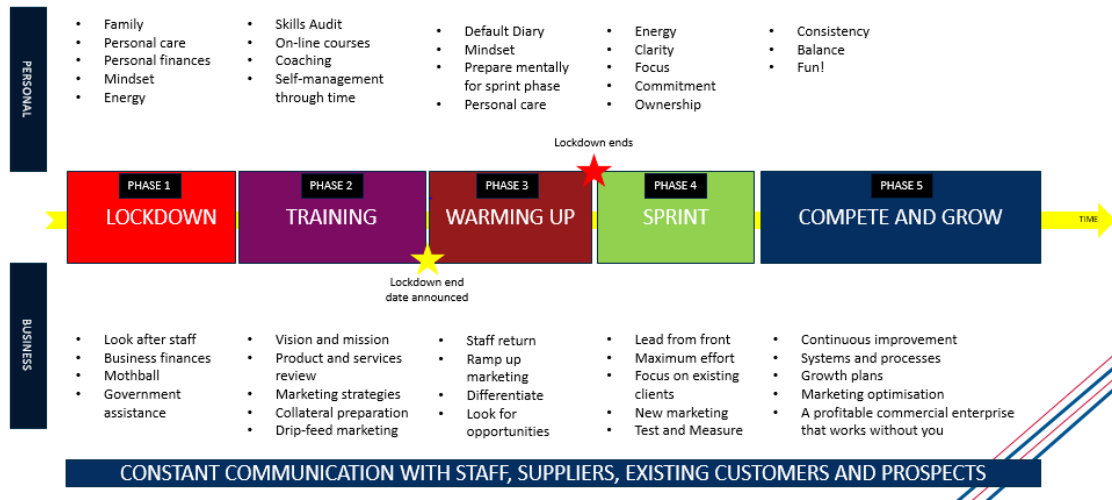 PERSONAL
• Family
• Personal care
• Personal finances
• Mindset
• Energy
• Skills Audit
• On-line courses
• Coaching
• Self-management
through time
• Default Diary
• Mindset
• Prepare mentally
for sprint phase
• Personal care
• Energy
• Clarity
• Focus
• Commitment
• Ownership
• Consistency
• Balance
• Fun!
Lockdown ends
PHASE 1
LOCKDOWN
PHASE 2
TRAINING
PHASE 3
WARMING UP
PHASE 4
SPRINT
PHASE 5
COMPETE AND GROW
TIME
Lockdown end
date announced
BUSINESS
• Look after staff
• Business finances
• Mothball
• Government
assistance
• Vision and mission
• Product and services
review
• Marketing strategies
• Collateral preparation
• Drip-feed marketing
• Staff return
• Ramp up
marketing
• Differentiate
• Look for
opportunities
• Lead from front
• Maximum effort
• Focus on existing
clients
• New marketing
• Test and Measure
• Continuous improvement
• Systems and processes
• Growth plans
• Marketing optimisation
• A profitable commercial enterprise
that works without you
CONSTANT COMMUNICATION WITH STAFF, SUPPLIERS, EXISTING CUSTOMERS AND PROSPECTS